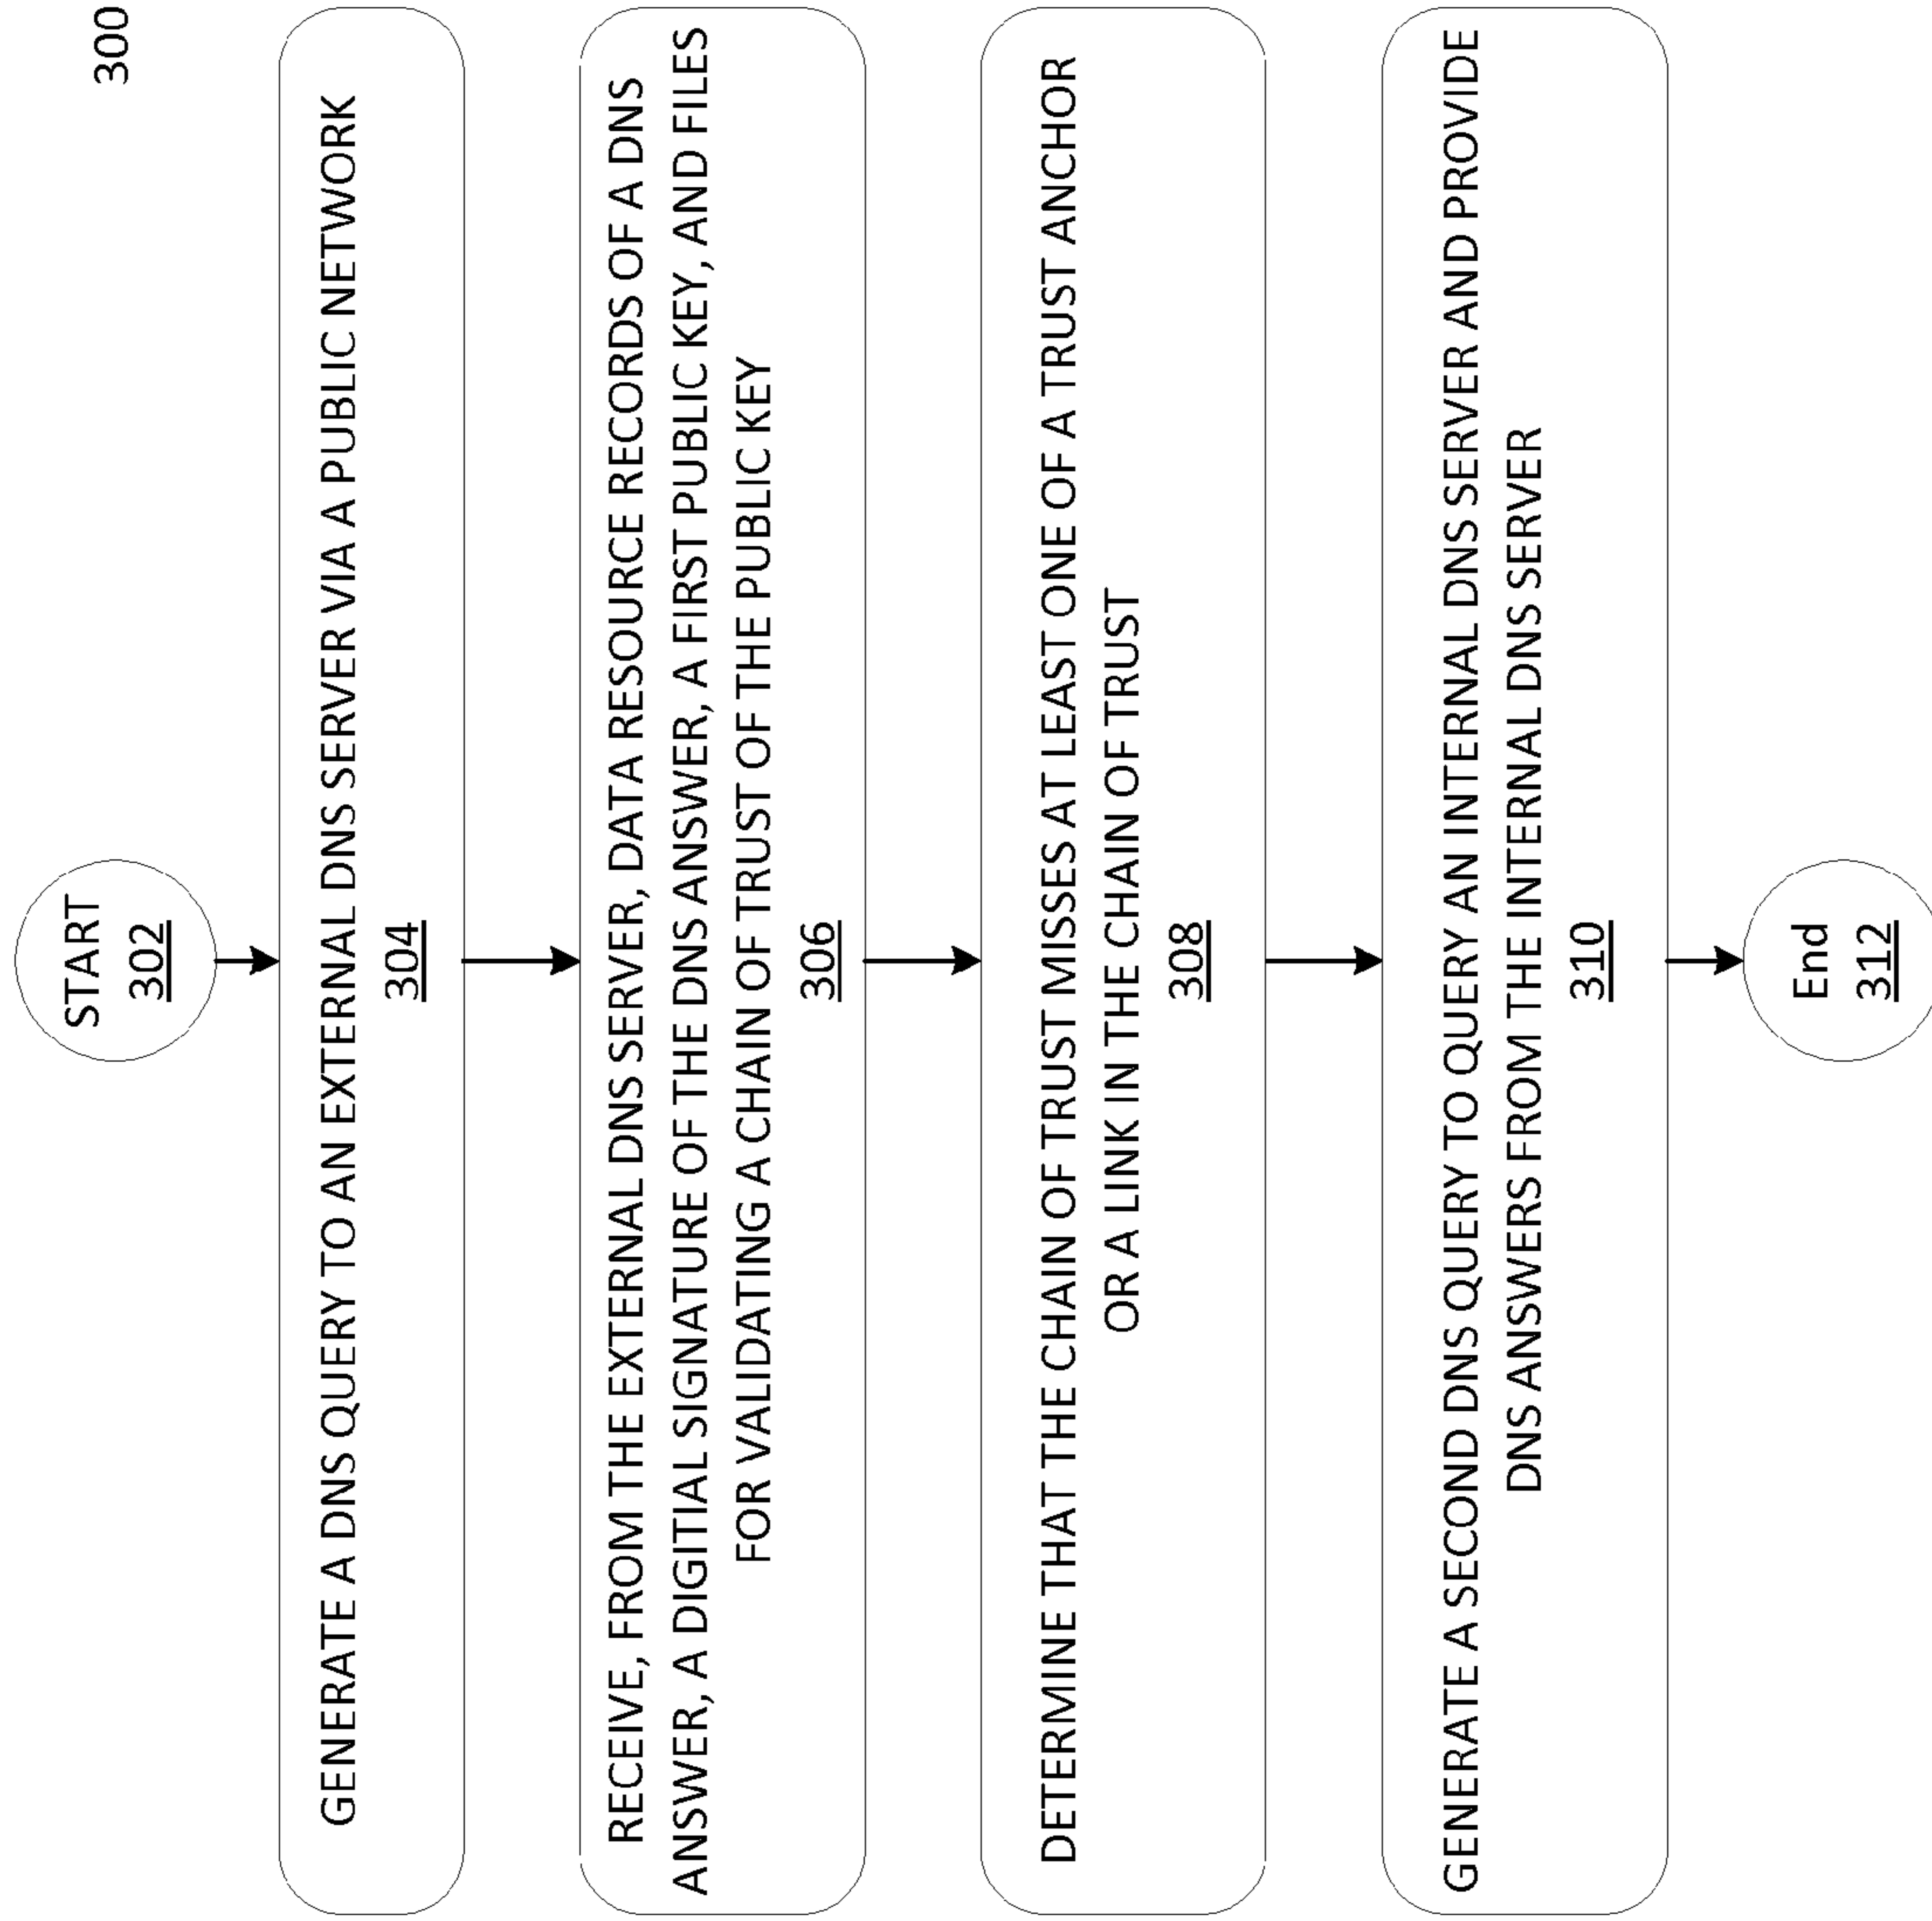 300
START
302
GENERATE A DNS QUERY TO AN EXTERNAL DNS SERVER VIA A PUBLIC NETWORK
304
RECEIVE, FROM THE EXTERNAL DNS SERVER, DATA RESOURCE RECORDS OF A DNS
ANSWER, A DIGITIAL SIGNATURE OF THE DNS ANSWER, A FIRST PUBLIC KEY, AND FILES
FOR VALIDATING A CHAIN OF TRUST OF THE PUBLIC KEY
306
DETERMINE THAT THE CHAIN OF TRUST MISSES AT LEAST ONE OF A TRUST ANCHOR
OR A LINK IN THE CHAIN OF TRUST
308
GENERATE A SECOND DNS QUERY TO QUERY AN INTERNAL DNS SERVER AND PROVIDE
DNS ANSWERS FROM THE INTERNAL DNS SERVER
310
End
312